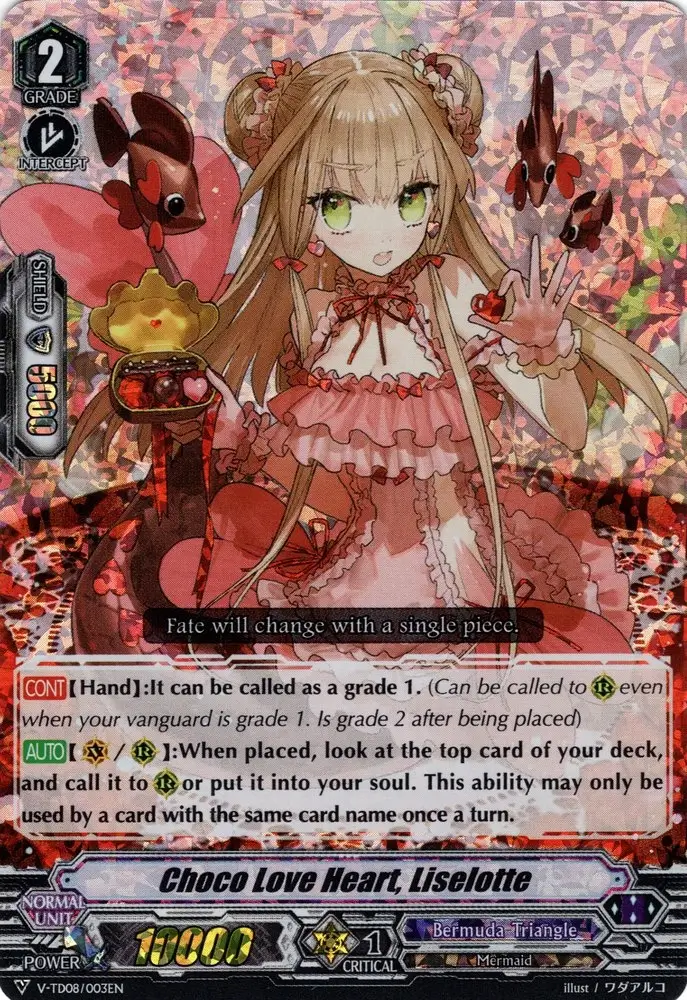 2
GRADE
INTERCEPT
SHIELD
5000
Fate will change with a single piece.
CONT【Hand】:It can be called as a grade 1. (Can be called to R even
when your vanguard is grade 1. Is grade 2 after being placed)
AUTO【V / R】:When placed, look at the top card of your deck,
and call it to R or put it into your soul. This ability may only be
used by a card with the same card name once a turn.
Choco Love Heart, Liselotte
NORMAL
UNIT
POWER 10000
1
CRITICAL
Bermuda Triangle
Mermaid
V-TD08/003EN
illust / ワダアルコ